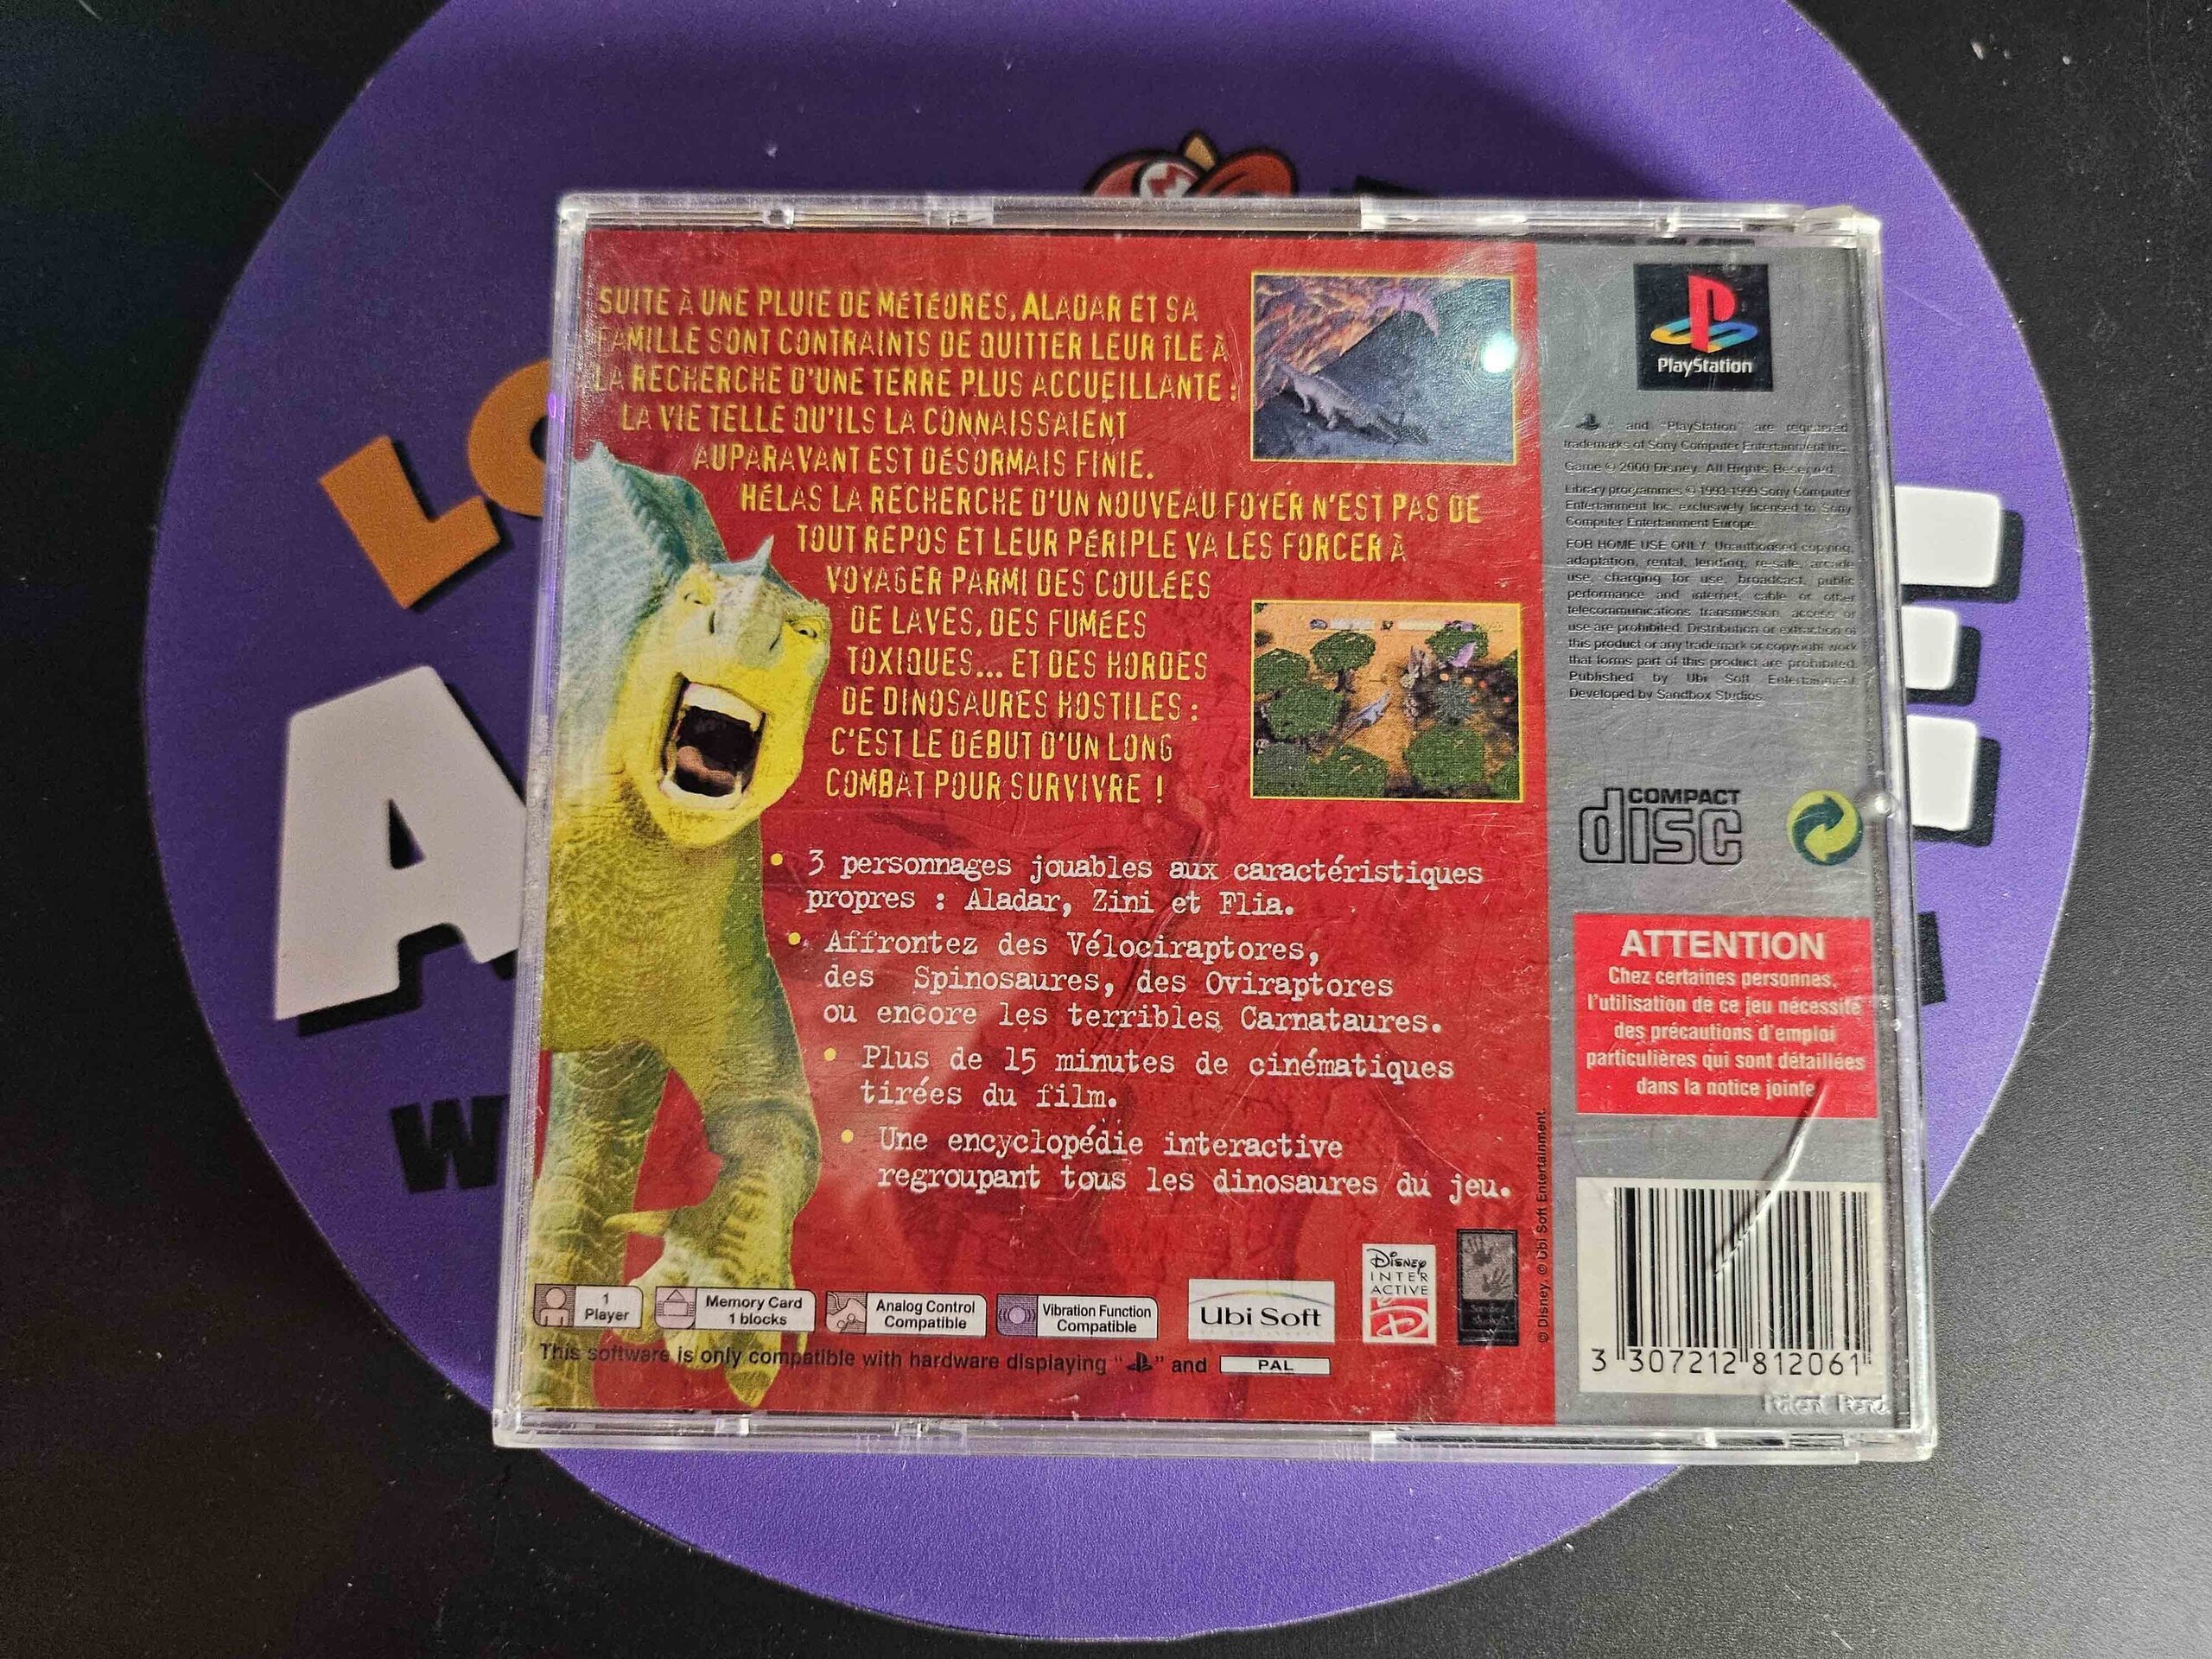 SUITE À UNE PLUIE DE MÉTÉORES, ALADAR ET SA
FAMILLE SONT CONTRAINTS DE QUITTER LEUR ÎLE À
LA RECHERCHE D'UNE TERRE PLUS ACCUEILLANTE :
LA VIE TELLE QU'ILS LA CONNAISSAIENT
AUPARAVANT EST DÉSORMAIS FINIE.
HÉLAS LA RECHERCHE D'UN NOUVEAU FOYER N'EST PAS DE
TOUT REPOS ET LEUR PÉRIPLE VA LES FORCER À
VOYAGER PARMI DES COULÉES
DE LAVES, DES FUMÉES
TOXIQUES... ET DES HORDES
DE DINOSAURES HOSTILES :
C'EST LE DÉBUT D'UN LONG
COMBAT POUR SURVIVRE !
• 3 personnages jouables aux caractéristiques
propres : Aladar, Zini et Flia.
• Affrontez des Vélociraptores,
des Spinosaures, des Oviraptores
ou encore les terribles Carnataures.
• Plus de 15 minutes de cinématiques
tirées du film.
• Une encyclopédie interactive
regroupant tous les dinosaures du jeu.
1
Player
Memory Card
1 blocks
Analog Control
Compatible
Vibration Function
Compatible
Ubi Soft
DISNEY
INTER
ACTIVE
This software is only compatible with hardware displaying " " and PAL
© Disney. © Ubi Soft Entertainment.
PlayStation
" " and "PlayStation" are registered
trademarks of Sony Computer Entertainment Inc.
Game © 2000 Disney. All Rights Reserved.
Library programmes © 1993-1999 Sony Computer
Entertainment Inc. exclusively licensed to Sony
Computer Entertainment Europe.
FOR HOME USE ONLY. Unauthorised copying,
adaptation, rental, lending, re-sale, arcade
use, charging for use, broadcast, public
performance and internet, cable or other
telecommunications transmission, access or
use are prohibited. Distribution or extraction of
this product or any trademark or copyright work
that forms part of this product are prohibited.
Published by Ubi Soft Entertainment.
Developed by Sandbox Studios.
COMPACT
disc
ATTENTION
Chez certaines personnes,
l'utilisation de ce jeu nécessite
des précautions d'emploi
particulières qui sont détaillées
dans la notice jointe
3 307212 812061
LO
A
W
E